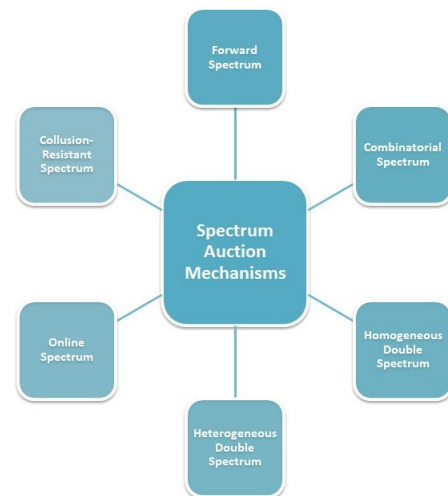 Forward
Spectrum
Combinatorial
Spectrum
Homogeneous
Double
Spectrum
Heterogeneous
Double
Spectrum
Online
Spectrum
Collusion-
Resistant
Spectrum
Spectrum
Auction
Mechanisms